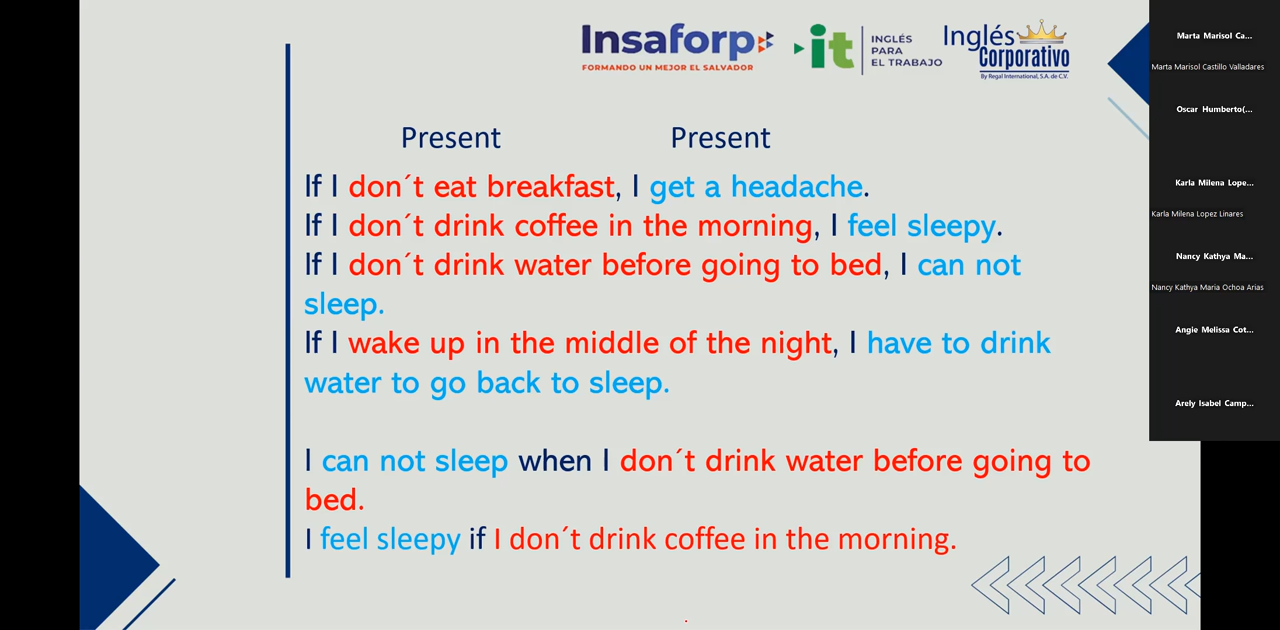 Insaforp
FORMANDO UN MEJOR EL SALVADOR
it
INGLÉS
PARA
EL TRABAJO
Inglés
Corporativo
By Regal International, S.A. de C.V.
Present Present
If I don´t eat breakfast, I get a headache.
If I don´t drink coffee in the morning, I feel sleepy.
If I don´t drink water before going to bed, I can not
sleep.
If I wake up in the middle of the night, I have to drink
water to go back to sleep.
I can not sleep when I don´t drink water before going to
bed.
I feel sleepy if I don´t drink coffee in the morning.
Marta Marisol Ca...
Marta Marisol Castillo Valladares
Oscar Humberto(...
Karla Milena Lope...
Karla Milena Lopez Linares
Nancy Kathya Ma...
Nancy Kathya Maria Ochoa Arias
Angie Melissa Cot...
Arely Isabel Camp...